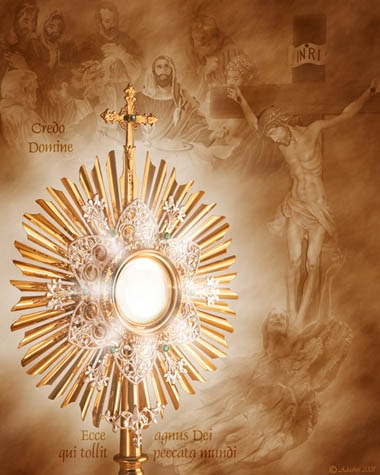 INRI
Credo
Domine
Ecce agnus Dei
qui tollit peccata mundi